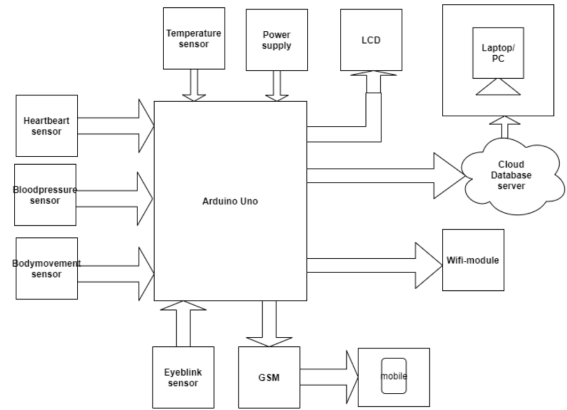 Temperature
sensor
Power
supply
LCD
Laptop/
PC
Heartbeart
sensor
Bloodpressure
sensor
Arduino Uno
Cloud
Database
server
Bodymovement
sensor
Wifi-module
Eyeblink
sensor
GSM
mobile